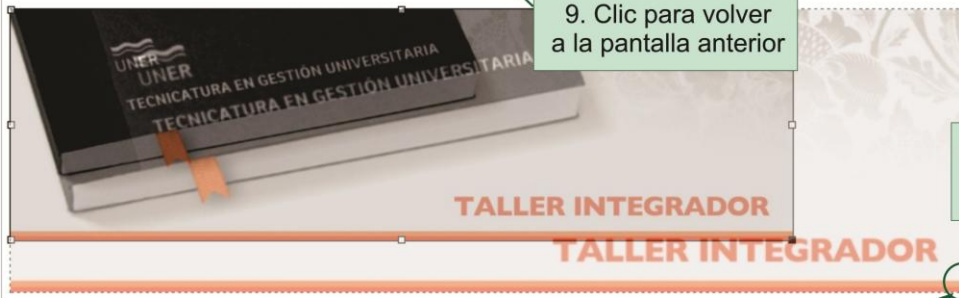 9. Clic para volver
a la pantalla anterior
UNER
UNER
TECNICATURA EN GESTIÓN UNIVERSITARIA
TECNICATURA EN GESTIÓN UNIVERSITARIA
TALLER INTEGRADOR
TALLER INTEGRADOR